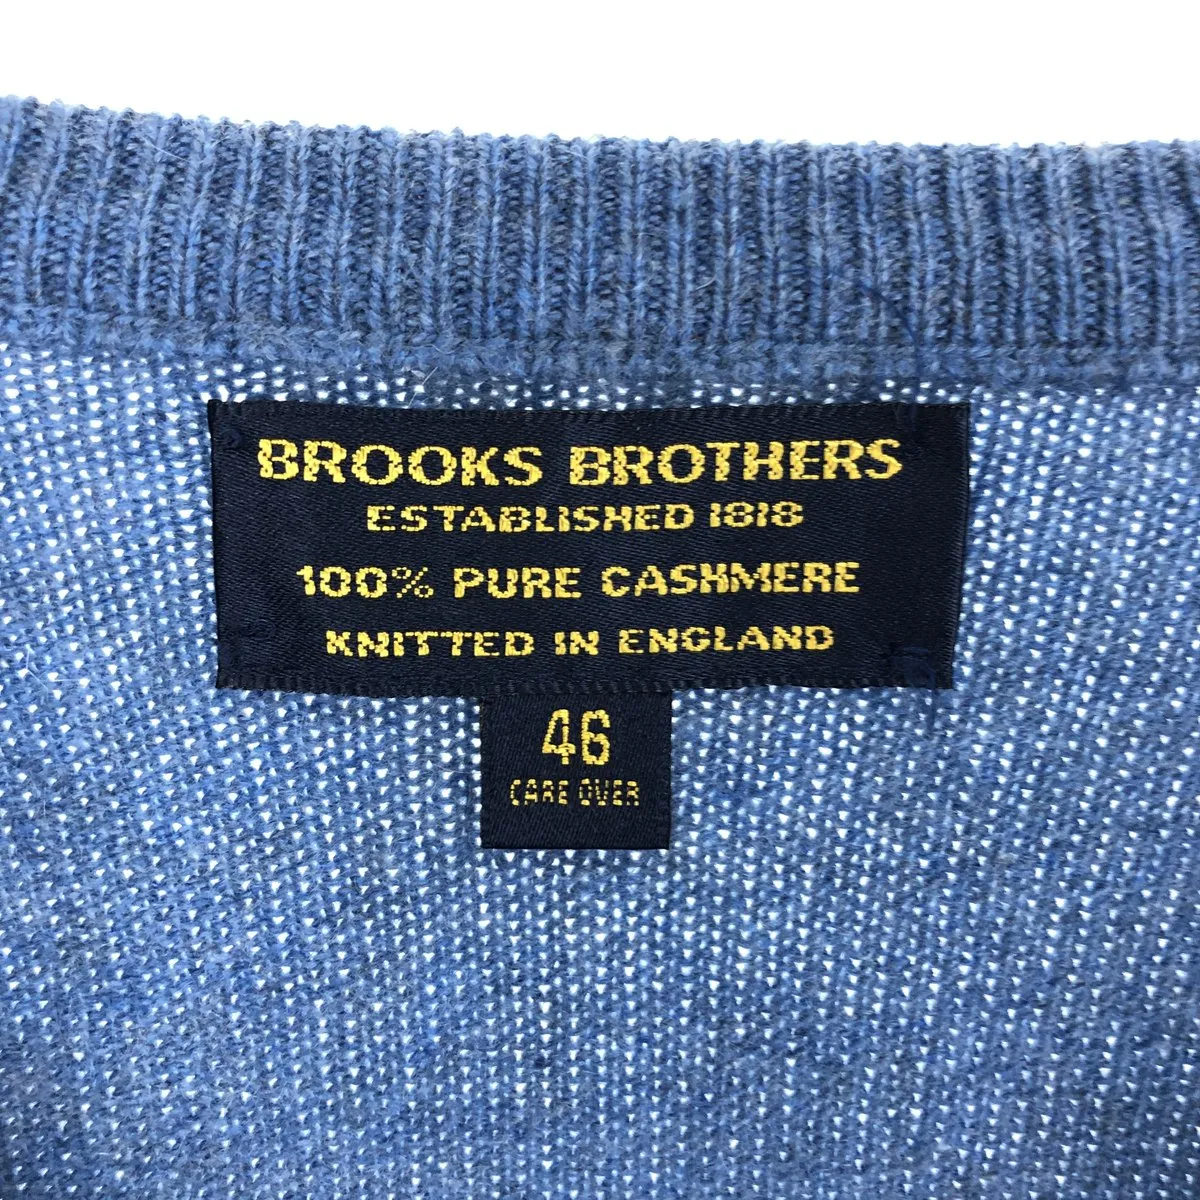 BROOKS BROTHERS
ESTABLISHED 1818
100% PURE CASHMERE
KNITTED IN ENGLAND
46
CARE OVER